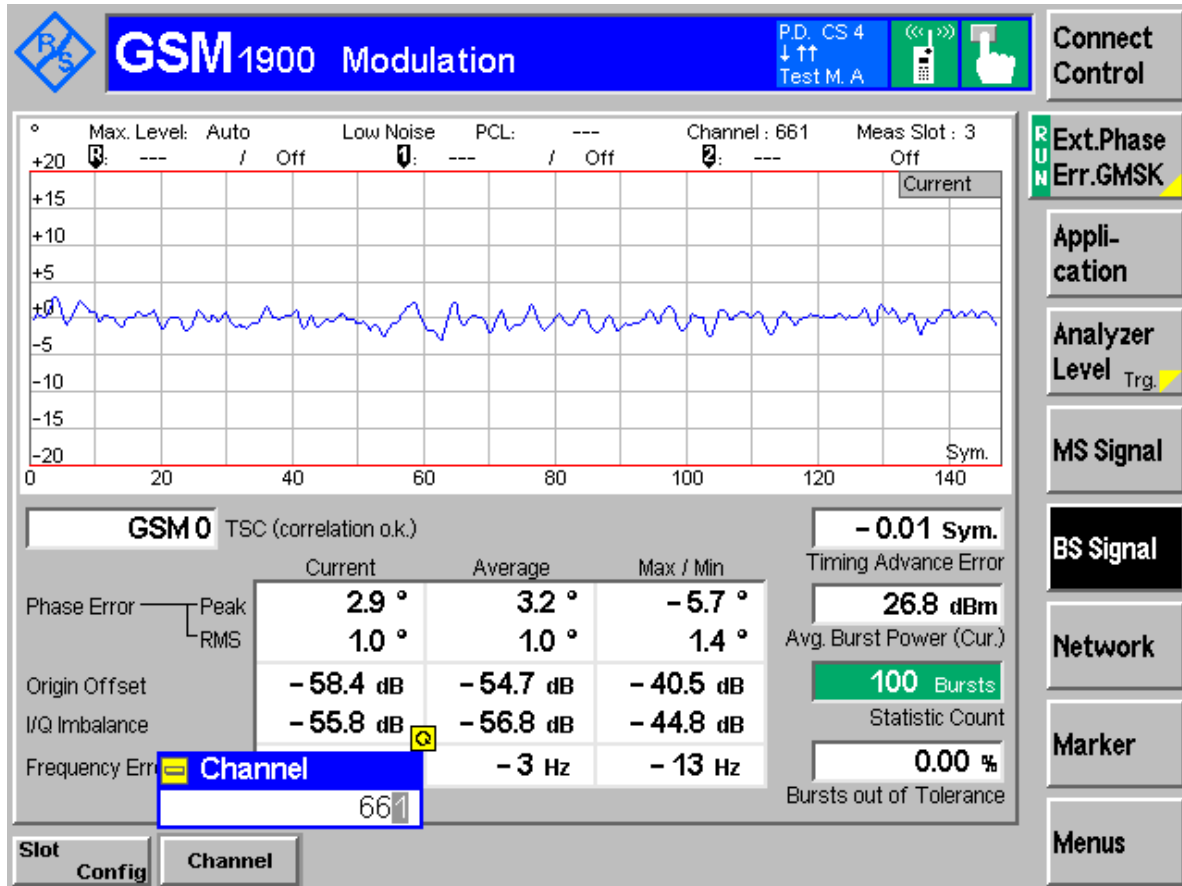 R/S
GSM 1900 Modulation
P.D. CS 4
↓ ↑↑
Test M. A
Connect Control
° Max. Level: Auto Low Noise PCL: --- Channel : 661 Meas Slot : 3
R: --- / Off 1: --- / Off 2: --- Off
Current
+20
+15
+10
+5
+0
-5
-10
-15
-20
Sym.
0 20 40 60 80 100 120 140
GSM 0 TSC (correlation o.k.)
Current Average Max / Min
Phase Error Peak 2.9 ° 3.2 ° – 5.7 °
RMS 1.0 ° 1.0 ° 1.4 °
Origin Offset – 58.4 dB – 54.7 dB – 40.5 dB
I/Q Imbalance – 55.8 dB – 56.8 dB – 44.8 dB
Frequency Err – 3 Hz – 13 Hz
– 0.01 Sym.
Timing Advance Error
26.8 dBm
Avg. Burst Power (Cur.)
100 Bursts
Statistic Count
0.00 %
Bursts out of Tolerance
Channel
661
Slot
Config
Channel
RUN
Ext.Phase
Err.GMSK
Appli-
cation
Analyzer
Level Trg.
MS Signal
BS Signal
Network
Marker
Menus